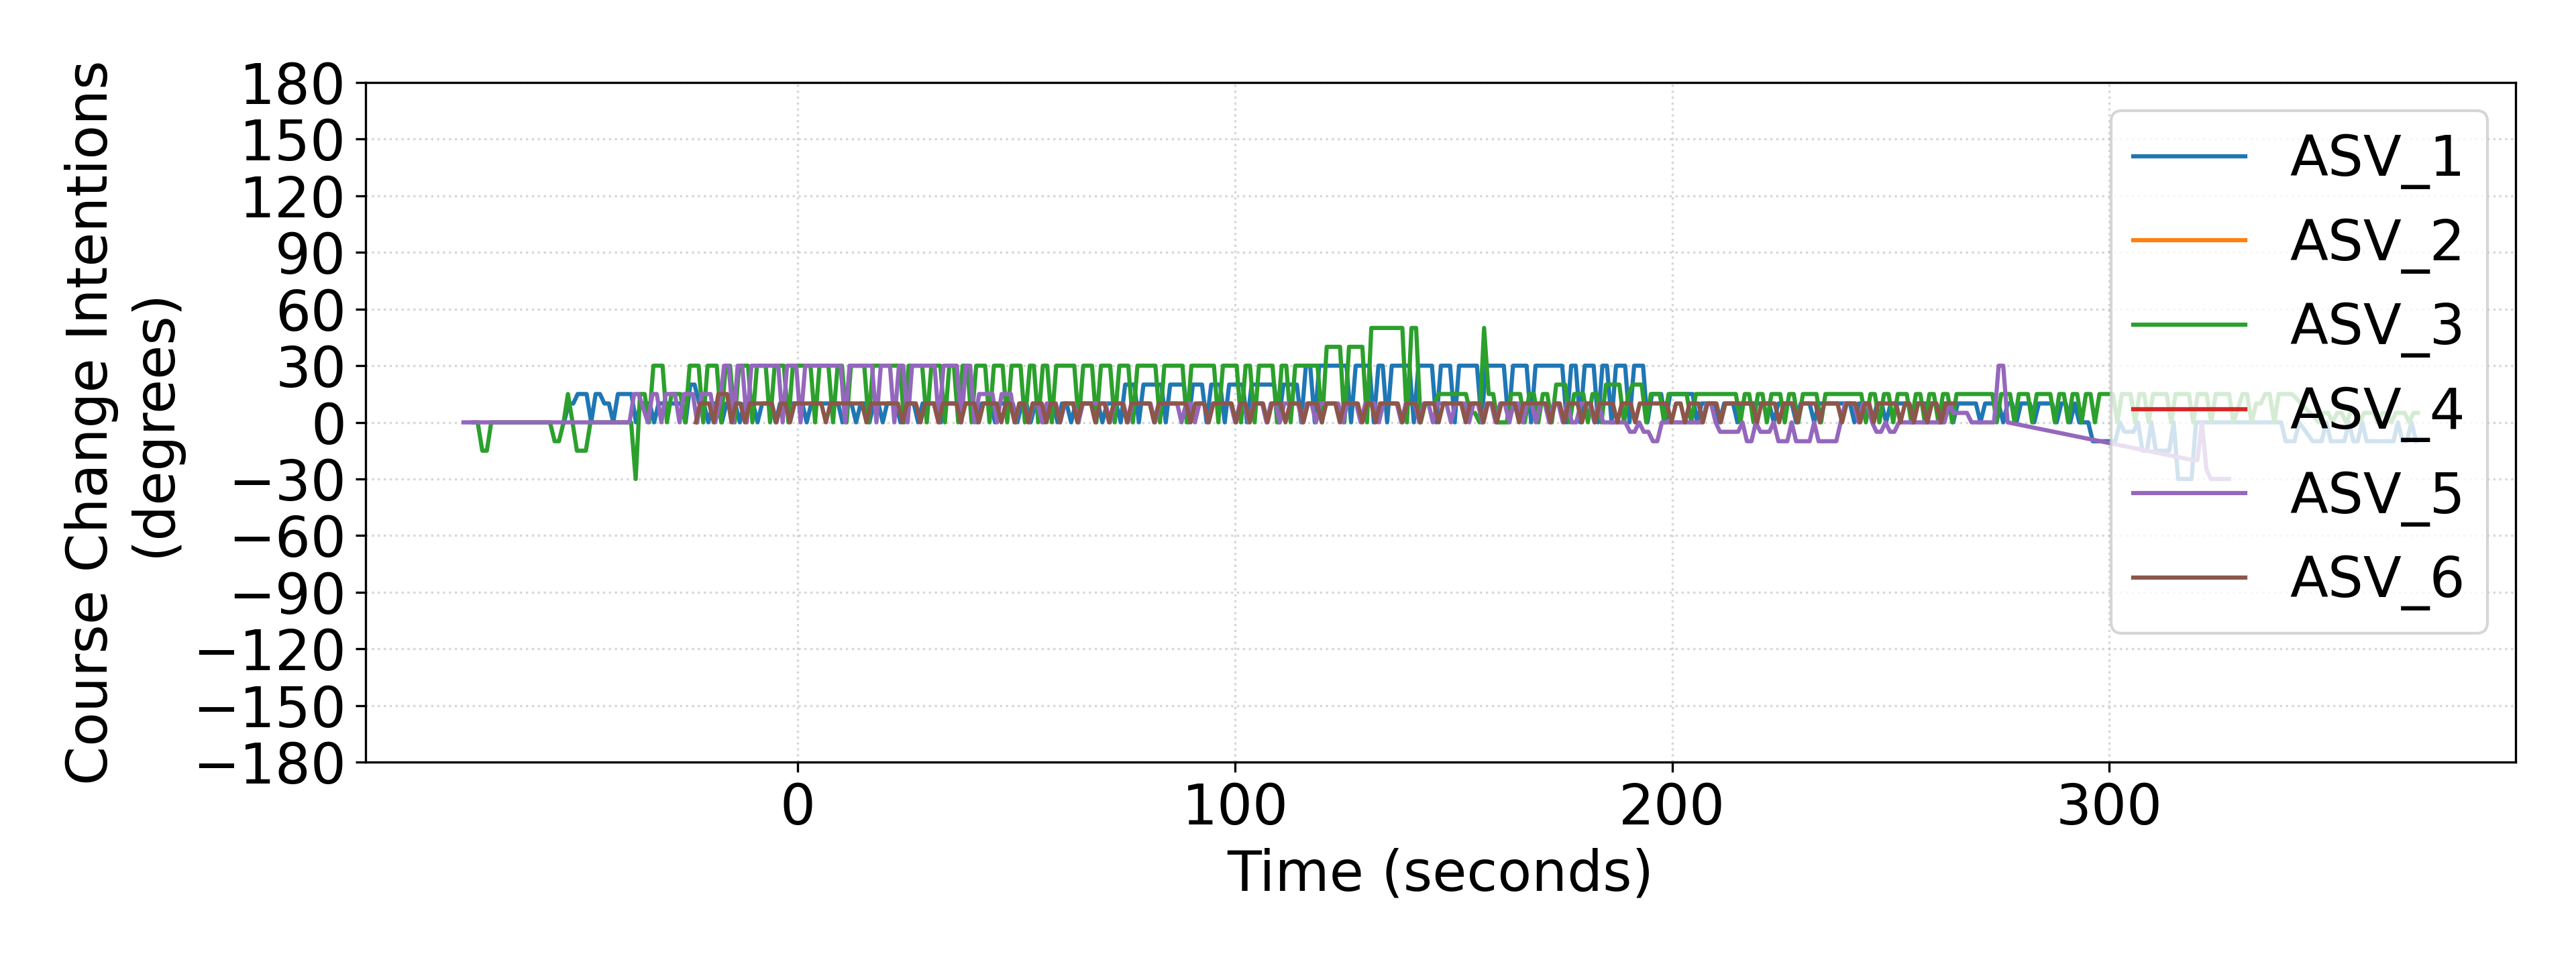 Course Change Intentions
(degrees)
180
150
120
90
60
30
0
−30
−60
−90
−120
−150
−180
0 100 200 300
Time (seconds)
ASV_1
ASV_2
ASV_3
ASV_4
ASV_5
ASV_6